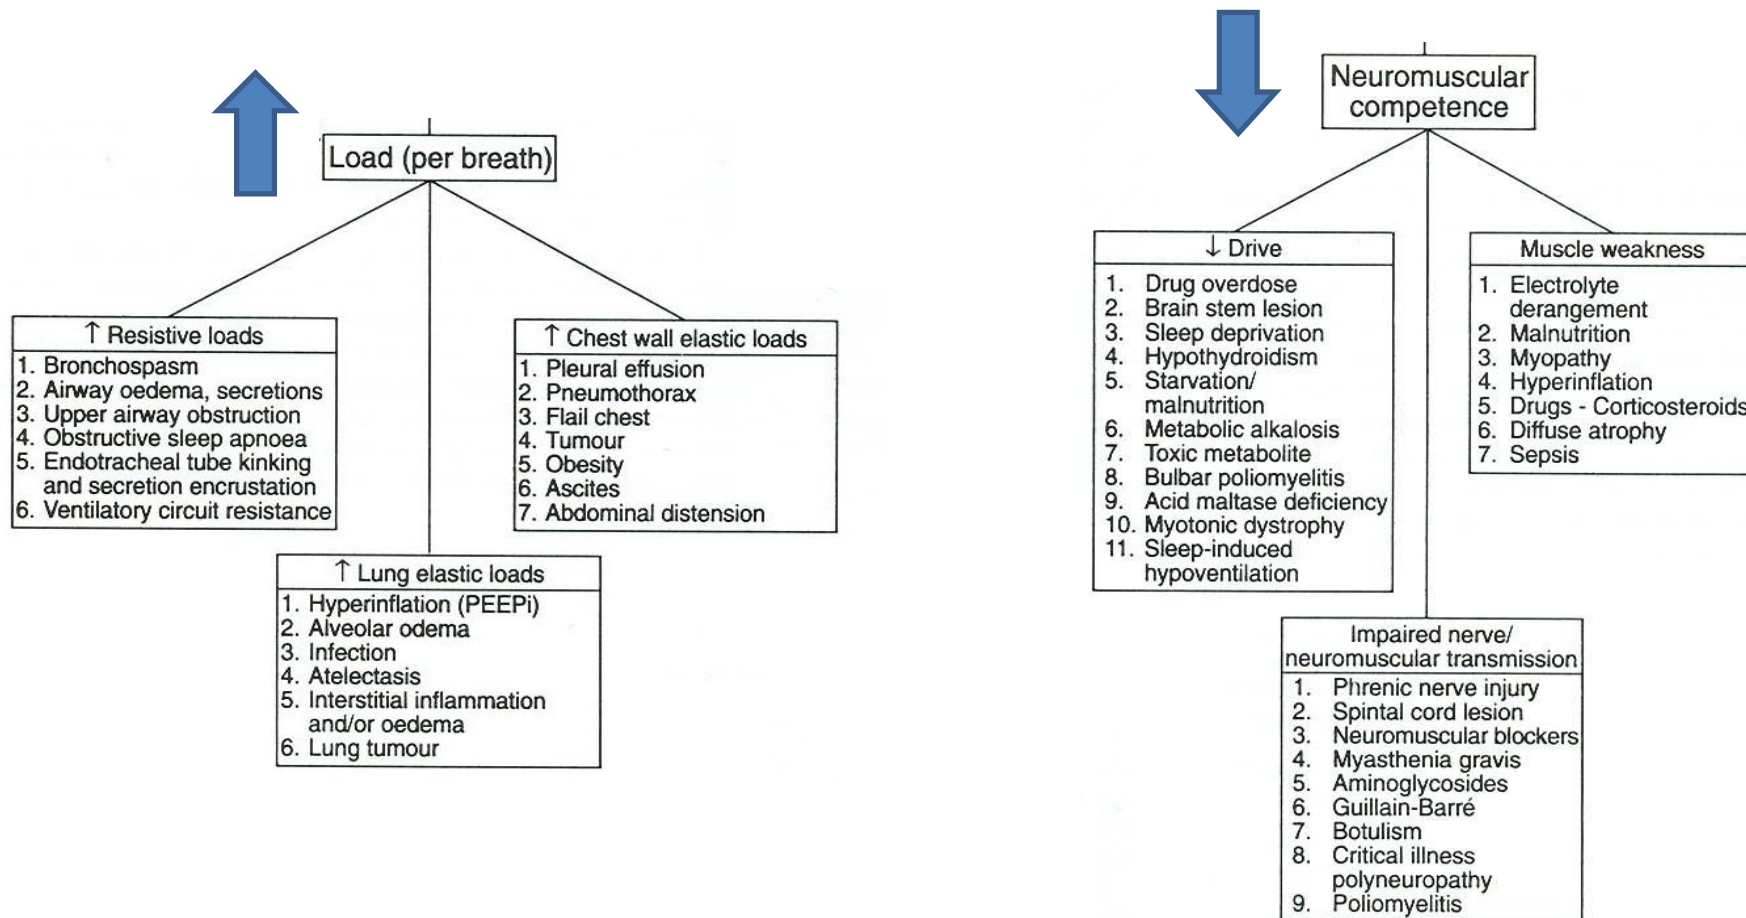 Load (per breath)
↑ Resistive loads
1. Bronchospasm
2. Airway oedema, secretions
3. Upper airway obstruction
4. Obstructive sleep apnoea
5. Endotracheal tube kinking
and secretion encrustation
6. Ventilatory circuit resistance
↑ Chest wall elastic loads
1. Pleural effusion
2. Pneumothorax
3. Flail chest
4. Tumour
5. Obesity
6. Ascites
7. Abdominal distension
↑ Lung elastic loads
1. Hyperinflation (PEEPi)
2. Alveolar odema
3. Infection
4. Atelectasis
5. Interstitial inflammation
and/or oedema
6. Lung tumour
Neuromuscular
competence
↓ Drive
1. Drug overdose
2. Brain stem lesion
3. Sleep deprivation
4. Hypothydoidism
5. Starvation/
malnutrition
6. Metabolic alkalosis
7. Toxic metabolite
8. Bulbar poliomyelitis
9. Acid maltase deficiency
10. Myotonic dystrophy
11. Sleep-induced
hypoventilation
Muscle weakness
1. Electrolyte
derangement
2. Malnutrition
3. Myopathy
4. Hyperinflation
5. Drugs - Corticosteroids
6. Diffuse atrophy
7. Sepsis
Impaired nerve/
neuromuscular transmission
1. Phrenic nerve injury
2. Spintal cord lesion
3. Neuromuscular blockers
4. Myasthenia gravis
5. Aminoglycosides
6. Guillain-Barré
7. Botulism
8. Critical illness
polyneuropathy
9. Poliomyelitis